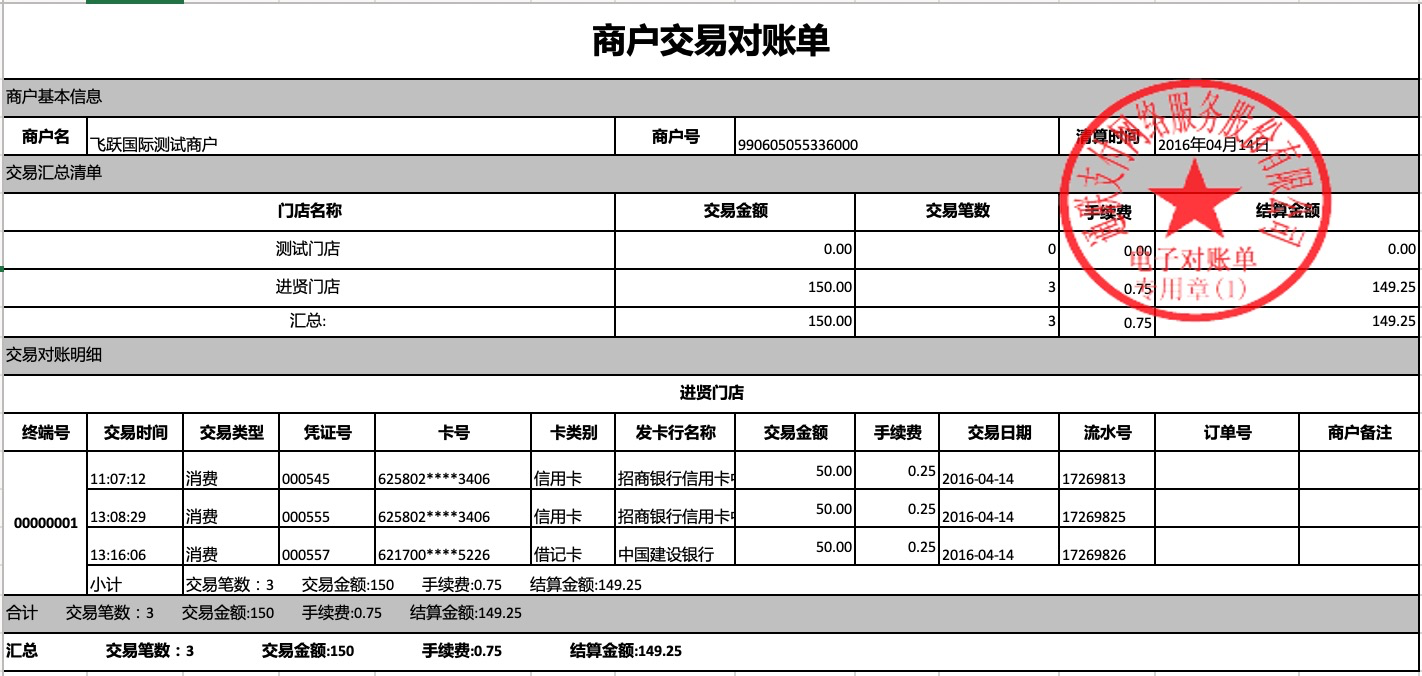 商户交易对账单
商户基本信息
商户名 飞跃国际测试商户 商户号 990605055336000 清算时间 2016年04月14日
交易汇总清单
门店名称 交易金额 交易笔数 手续费 结算金额
测试门店 0.00 0 0.00 0.00
进贤门店 150.00 3 0.75 149.25
汇总: 150.00 3 0.75 149.25
通联支付网络服务股份有限公司
电子对账单
专用章(1)
交易对账明细
进贤门店
终端号 交易时间 交易类型 凭证号 卡号 卡类别 发卡行名称 交易金额 手续费 交易日期 流水号 订单号 商户备注
11:07:12 消费 000545 625802****3406 信用卡 招商银行信用卡 50.00 0.25 2016-04-14 17269813
00000001 13:08:29 消费 000555 625802****3406 信用卡 招商银行信用卡 50.00 0.25 2016-04-14 17269825
13:16:06 消费 000557 621700****5226 借记卡 中国建设银行 50.00 0.25 2016-04-14 17269826
小计 交易笔数：3 交易金额:150 手续费:0.75 结算金额:149.25
合计 交易笔数：3 交易金额:150 手续费:0.75 结算金额:149.25
汇总 交易笔数：3 交易金额:150 手续费:0.75 结算金额:149.25